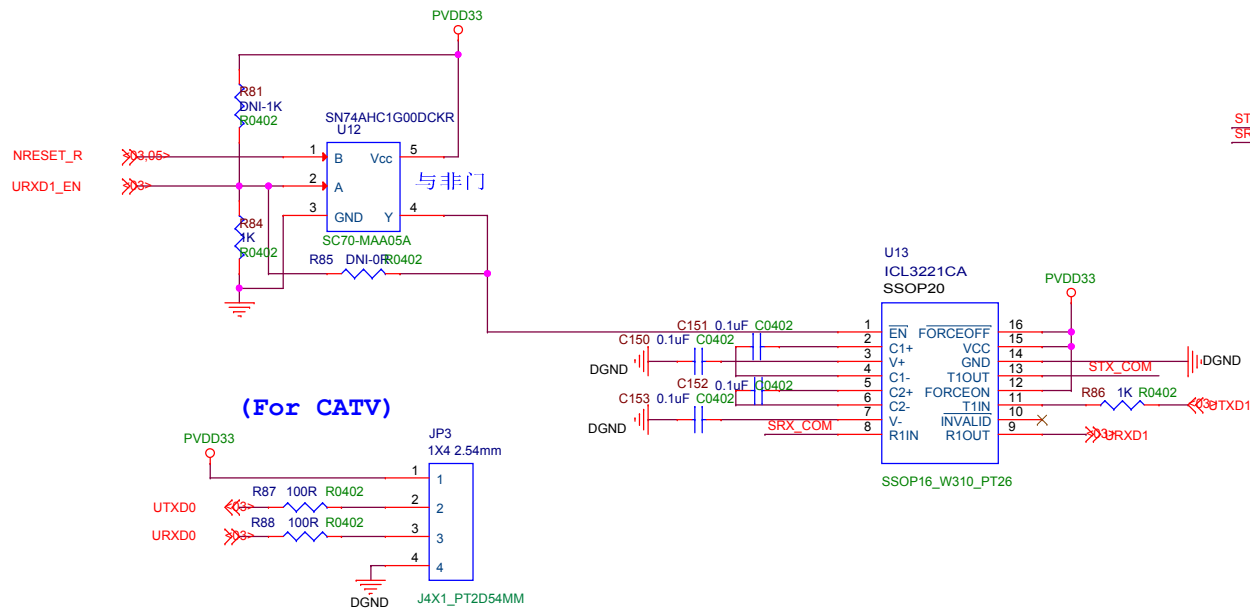 PVDD33
R81
DNI-1K
R0402
SN74AHC1G00DCKR
U12
NRESET_R
<03,05>
1
B
Vcc
5
URXD1_EN
<03>
2
A
与非门
3
GND
Y
4
R84
1K
R0402
SC70-MAA05A
R85
DNI-0R
R0402
ST
SR
U13
ICL3221CA
SSOP20
PVDD33
C151 0.1uF C0402
C150 0.1uF C0402
DGND
C152 0.1uF C0402
C153 0.1uF C0402
DGND
SRX_COM
1 EN FORCEOFF 16
2 C1+ VCC 15
3 V+ GND 14
4 C1- T1OUT 13
5 C2+ FORCEON 12
6 C2- T1IN 11
7 V- INVALID 10
8 R1IN R1OUT 9
DGND
STX_COM
R86 1K R0402
<03> UTXD1
<03> URXD1
SSOP16_W310_PT26
(For CATV)
PVDD33
JP3
1X4 2.54mm
1 1
UTXD0 <03> R87 100R R0402 2 2
URXD0 <03> R88 100R R0402 3 3
4 4
DGND
J4X1_PT2D54MM